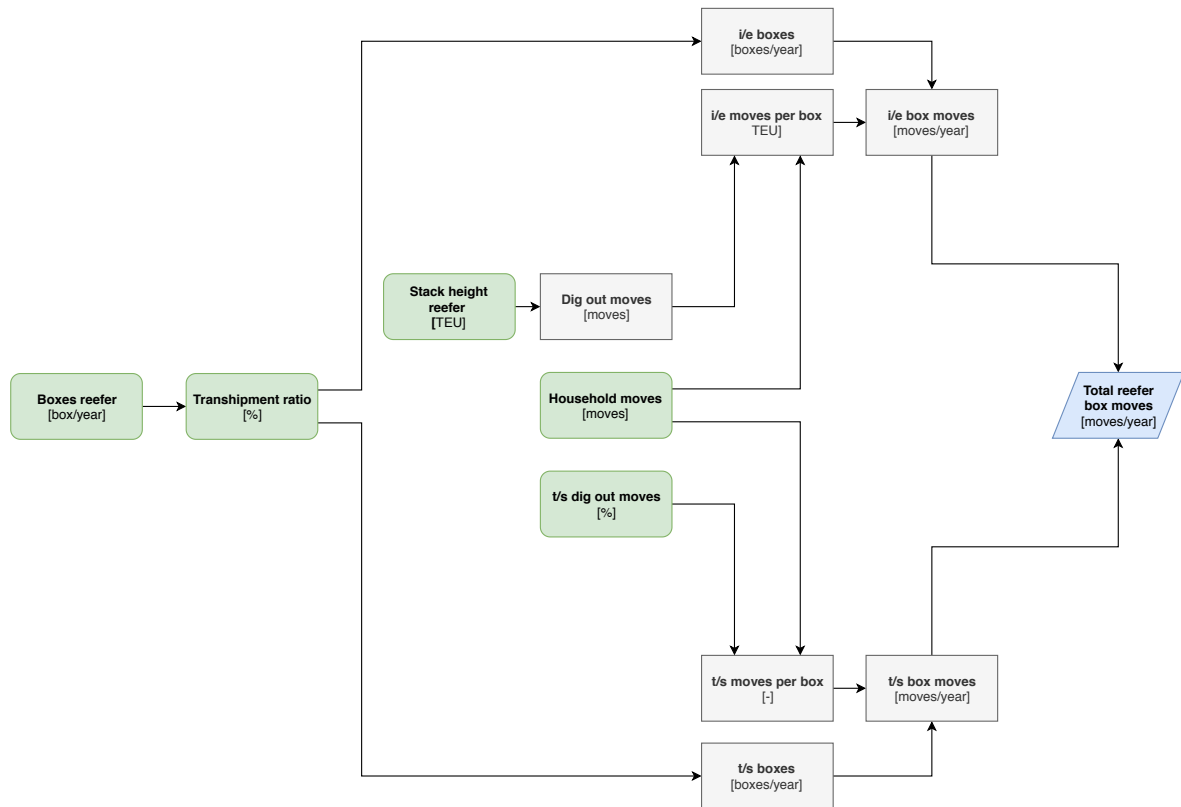 i/e boxes
[boxes/year]
i/e moves per box
TEU]
i/e box moves
[moves/year]
Stack height
reefer
[TEU]
Dig out moves
[moves]
Boxes reefer
[box/year]
Transhipment ratio
[%]
Household moves
[moves]
Total reefer
box moves
[moves/year]
t/s dig out moves
[%]
t/s moves per box
[-]
t/s box moves
[moves/year]
t/s boxes
[boxes/year]